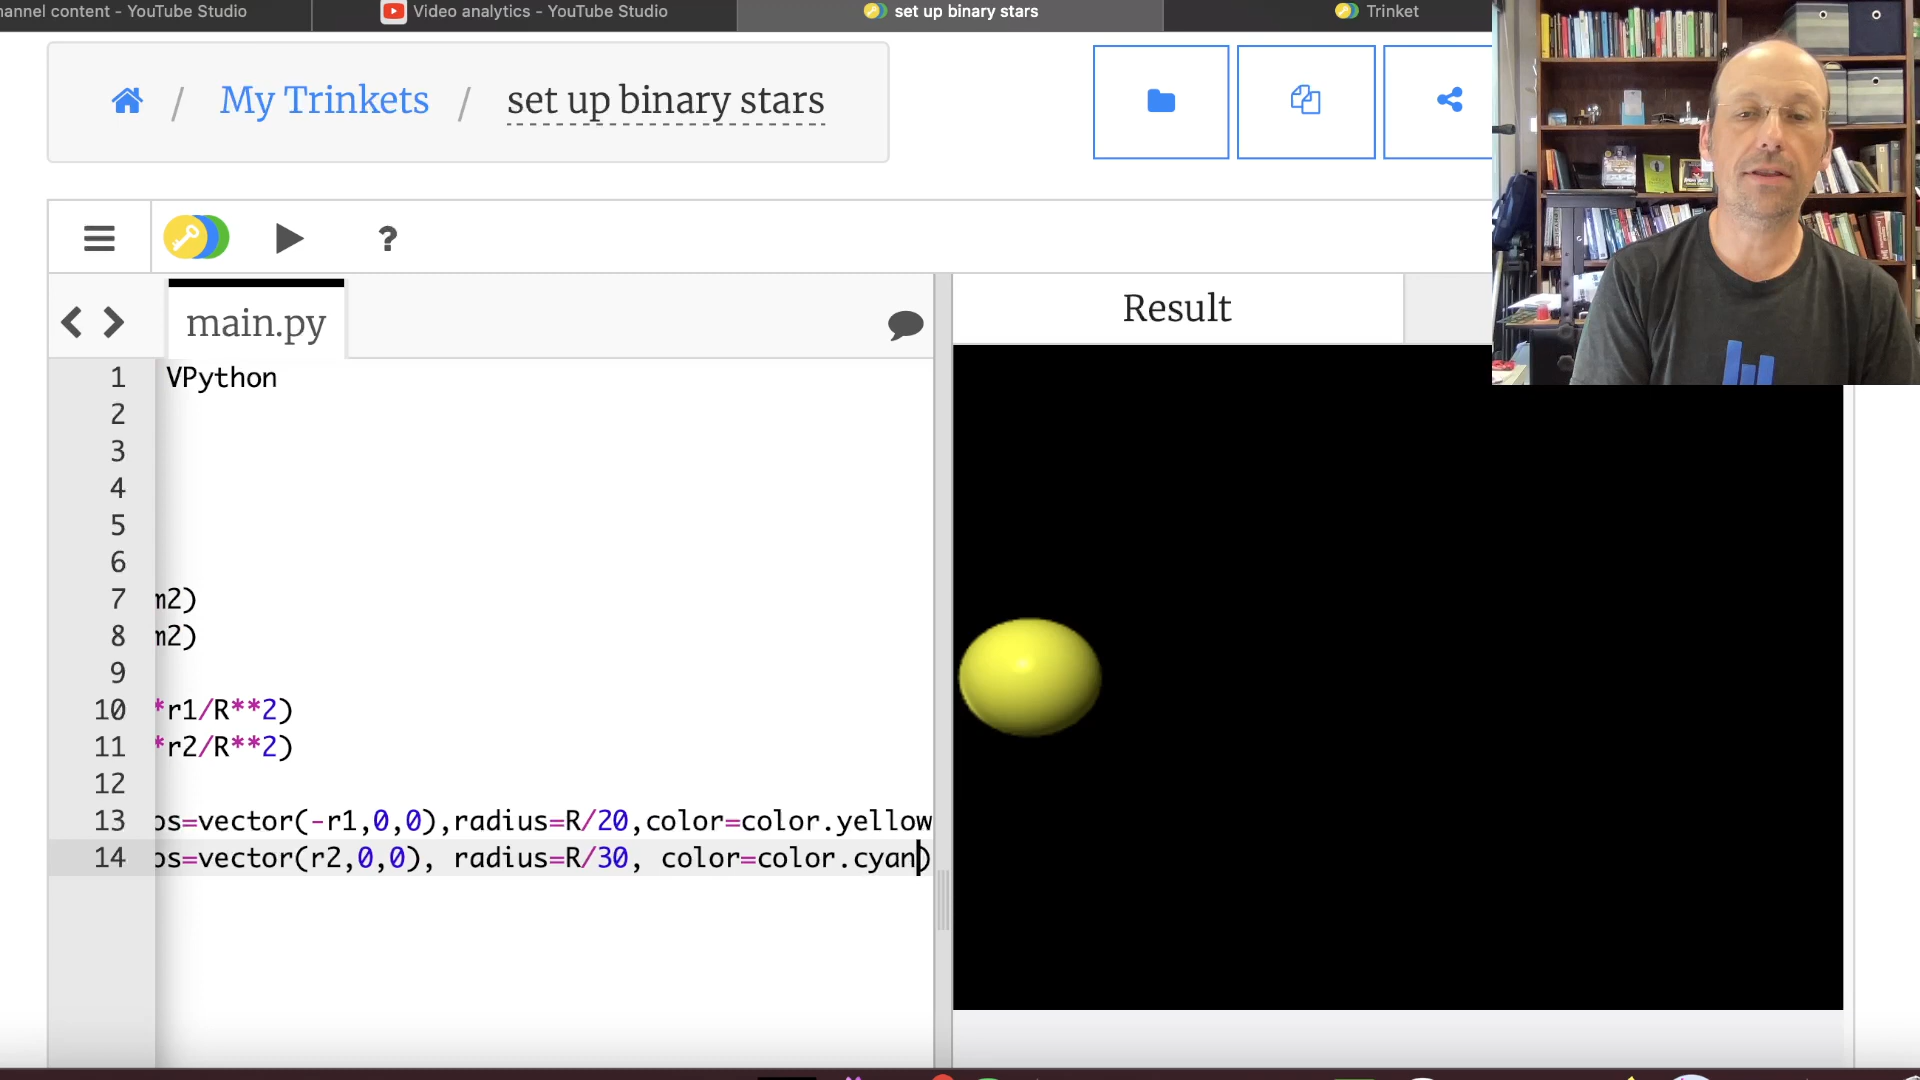 nannel content - YouTube Studio
Video analytics - YouTube Studio
set up binary stars
Trinket
/ My Trinkets / set up binary stars
?
main.py
Result
1 VPython
2
3
4
5
6
7 m2)
8 m2)
9
10 *r1/R**2)
11 *r2/R**2)
12
13 os=vector(-r1,0,0),radius=R/20,color=color.yellow
14 os=vector(r2,0,0), radius=R/30, color=color.cyan)